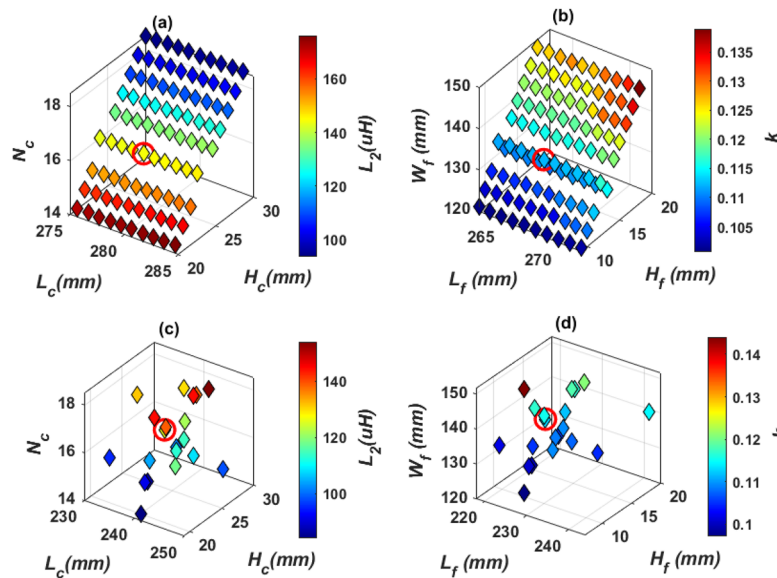 (a)
18
16
14
N_c
275
280
285
L_c(mm)
20
25
30
H_c(mm)
160
140
120
100
L_2(uH)
(b)
150
140
130
120
W_f (mm)
265
270
L_f (mm)
10
15
20
H_f (mm)
0.135
0.13
0.125
0.12
0.115
0.11
0.105
k
(c)
18
16
14
N_c
230
240
250
L_c(mm)
20
25
30
H_c(mm)
140
120
100
L_2(uH)
(d)
150
140
130
120
W_f (mm)
220
230
240
L_f (mm)
10
15
20
H_f (mm)
0.14
0.13
0.12
0.11
0.1